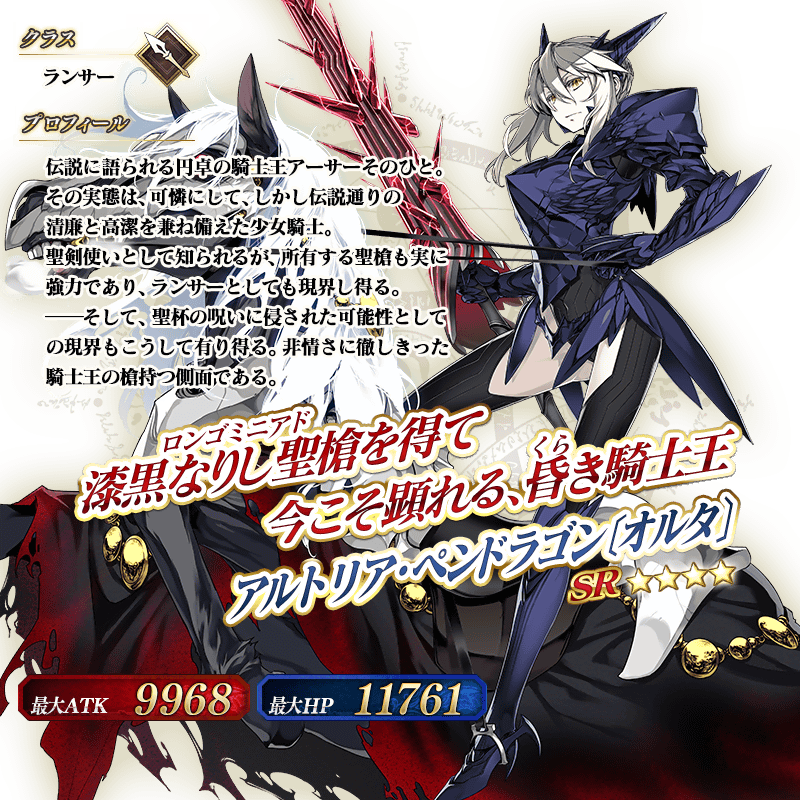 クラス
ランサー
プロフィール
伝説に語られる円卓の騎士王アーサーそのひと。
その実態は、可憐にして、しかし伝説通りの
清廉と高潔を兼ね備えた少女騎士。
聖剣使いとして知られるが、所有する聖槍も実に
強力であり、ランサーとしても現界し得る。
――そして、聖杯の呪いに侵された可能性として
の現界もこうして有り得る。非情さに徹しきった
騎士王の槍持つ側面である。
ロンゴミニアド
漆黒なりし聖槍を得て
くら
今こそ顕れる、昏き騎士王
アルトリア・ペンドラゴン〔オルタ〕
SR ★★★★
最大ATK 9968
最大HP 11761